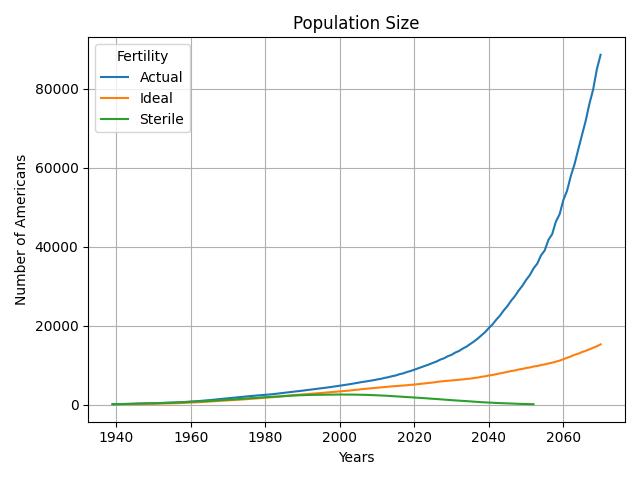 Population Size
Fertility
Actual
Ideal
Sterile
Number of Americans
80000
60000
40000
20000
0
1940 1960 1980 2000 2020 2040 2060
Years